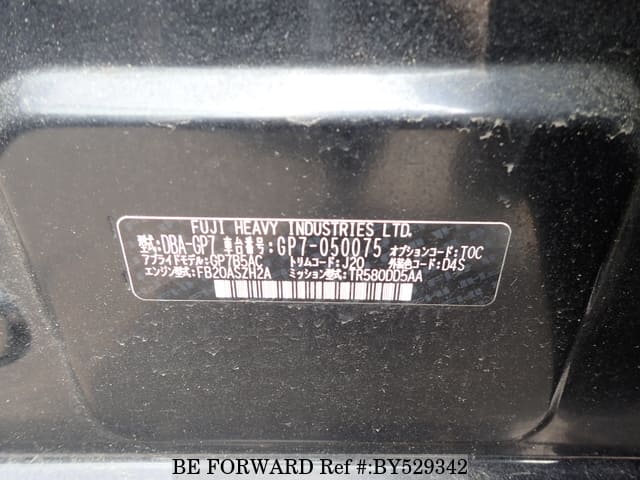 FUJI HEAVY INDUSTRIES LTD.
型式:DBA-GP7 車台番号:GP7-050075 オプションコード:TOC
アプライドモデル:GP7B5AC トリムコード:J20 外装色コード:D4S
エンジン型式:FB20ASZH2A ミッション型式:TR580DD5AA
BE FORWARD Ref #:BY529342